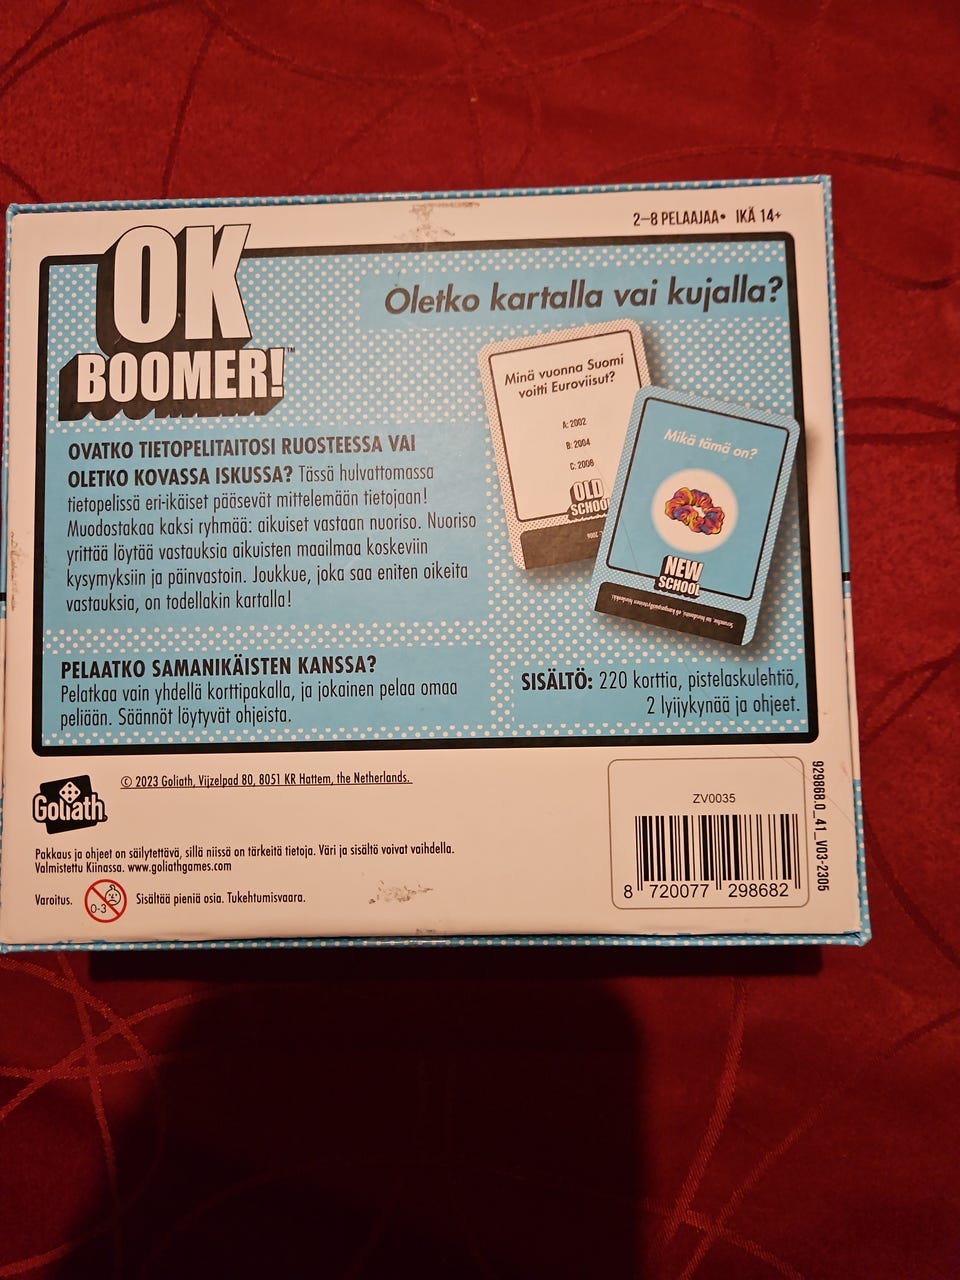 2–8 PELAAJAA• IKÄ 14+
OK
BOOMER!™
Oletko kartalla vai kujalla?
OVATKO TIETOPELITAITOSI RUOSTEESSA VAI
OLETKO KOVASSA ISKUSSA? Tässä hulvattomassa
tietopelissä eri-ikäiset pääsevät mittelemään tietojaan!
Muodostakaa kaksi ryhmää: aikuiset vastaan nuoriso. Nuoriso
yrittää löytää vastauksia aikuisten maailmaa koskeviin
kysymyksiin ja päinvastoin. Joukkue, joka saa eniten oikeita
vastauksia, on todellakin kartalla!
PELAATKO SAMANIKÄISTEN KANSSA?
Pelatkaa vain yhdellä korttipakalla, ja jokainen pelaa omaa
peliään. Säännöt löytyvät ohjeista.
Minä vuonna Suomi
voitti Euroviisut?
A: 2002
B: 2004
C: 2006
OLD
SCHOOL
C. 2006
Mikä tämä on?
NEW
SCHOOL
SISÄLTÖ: 220 korttia, pistelaskulehtiö,
2 lyijykynää ja ohjeet.
Goliath
© 2023 Goliath, Vijzelpad 80, 8051 KR Hattem, the Netherlands.
Pakkaus ja ohjeet on säilytettävä, sillä niissä on tärkeitä tietoja. Väri ja sisältö voivat vaihdella.
Valmistettu Kiinassa. www.goliathgames.com
Varoitus.
0-3
Sisältää pieniä osia. Tukehtumisvaara.
ZV0035
8 720077 298682
929868.0_41_V03-2305